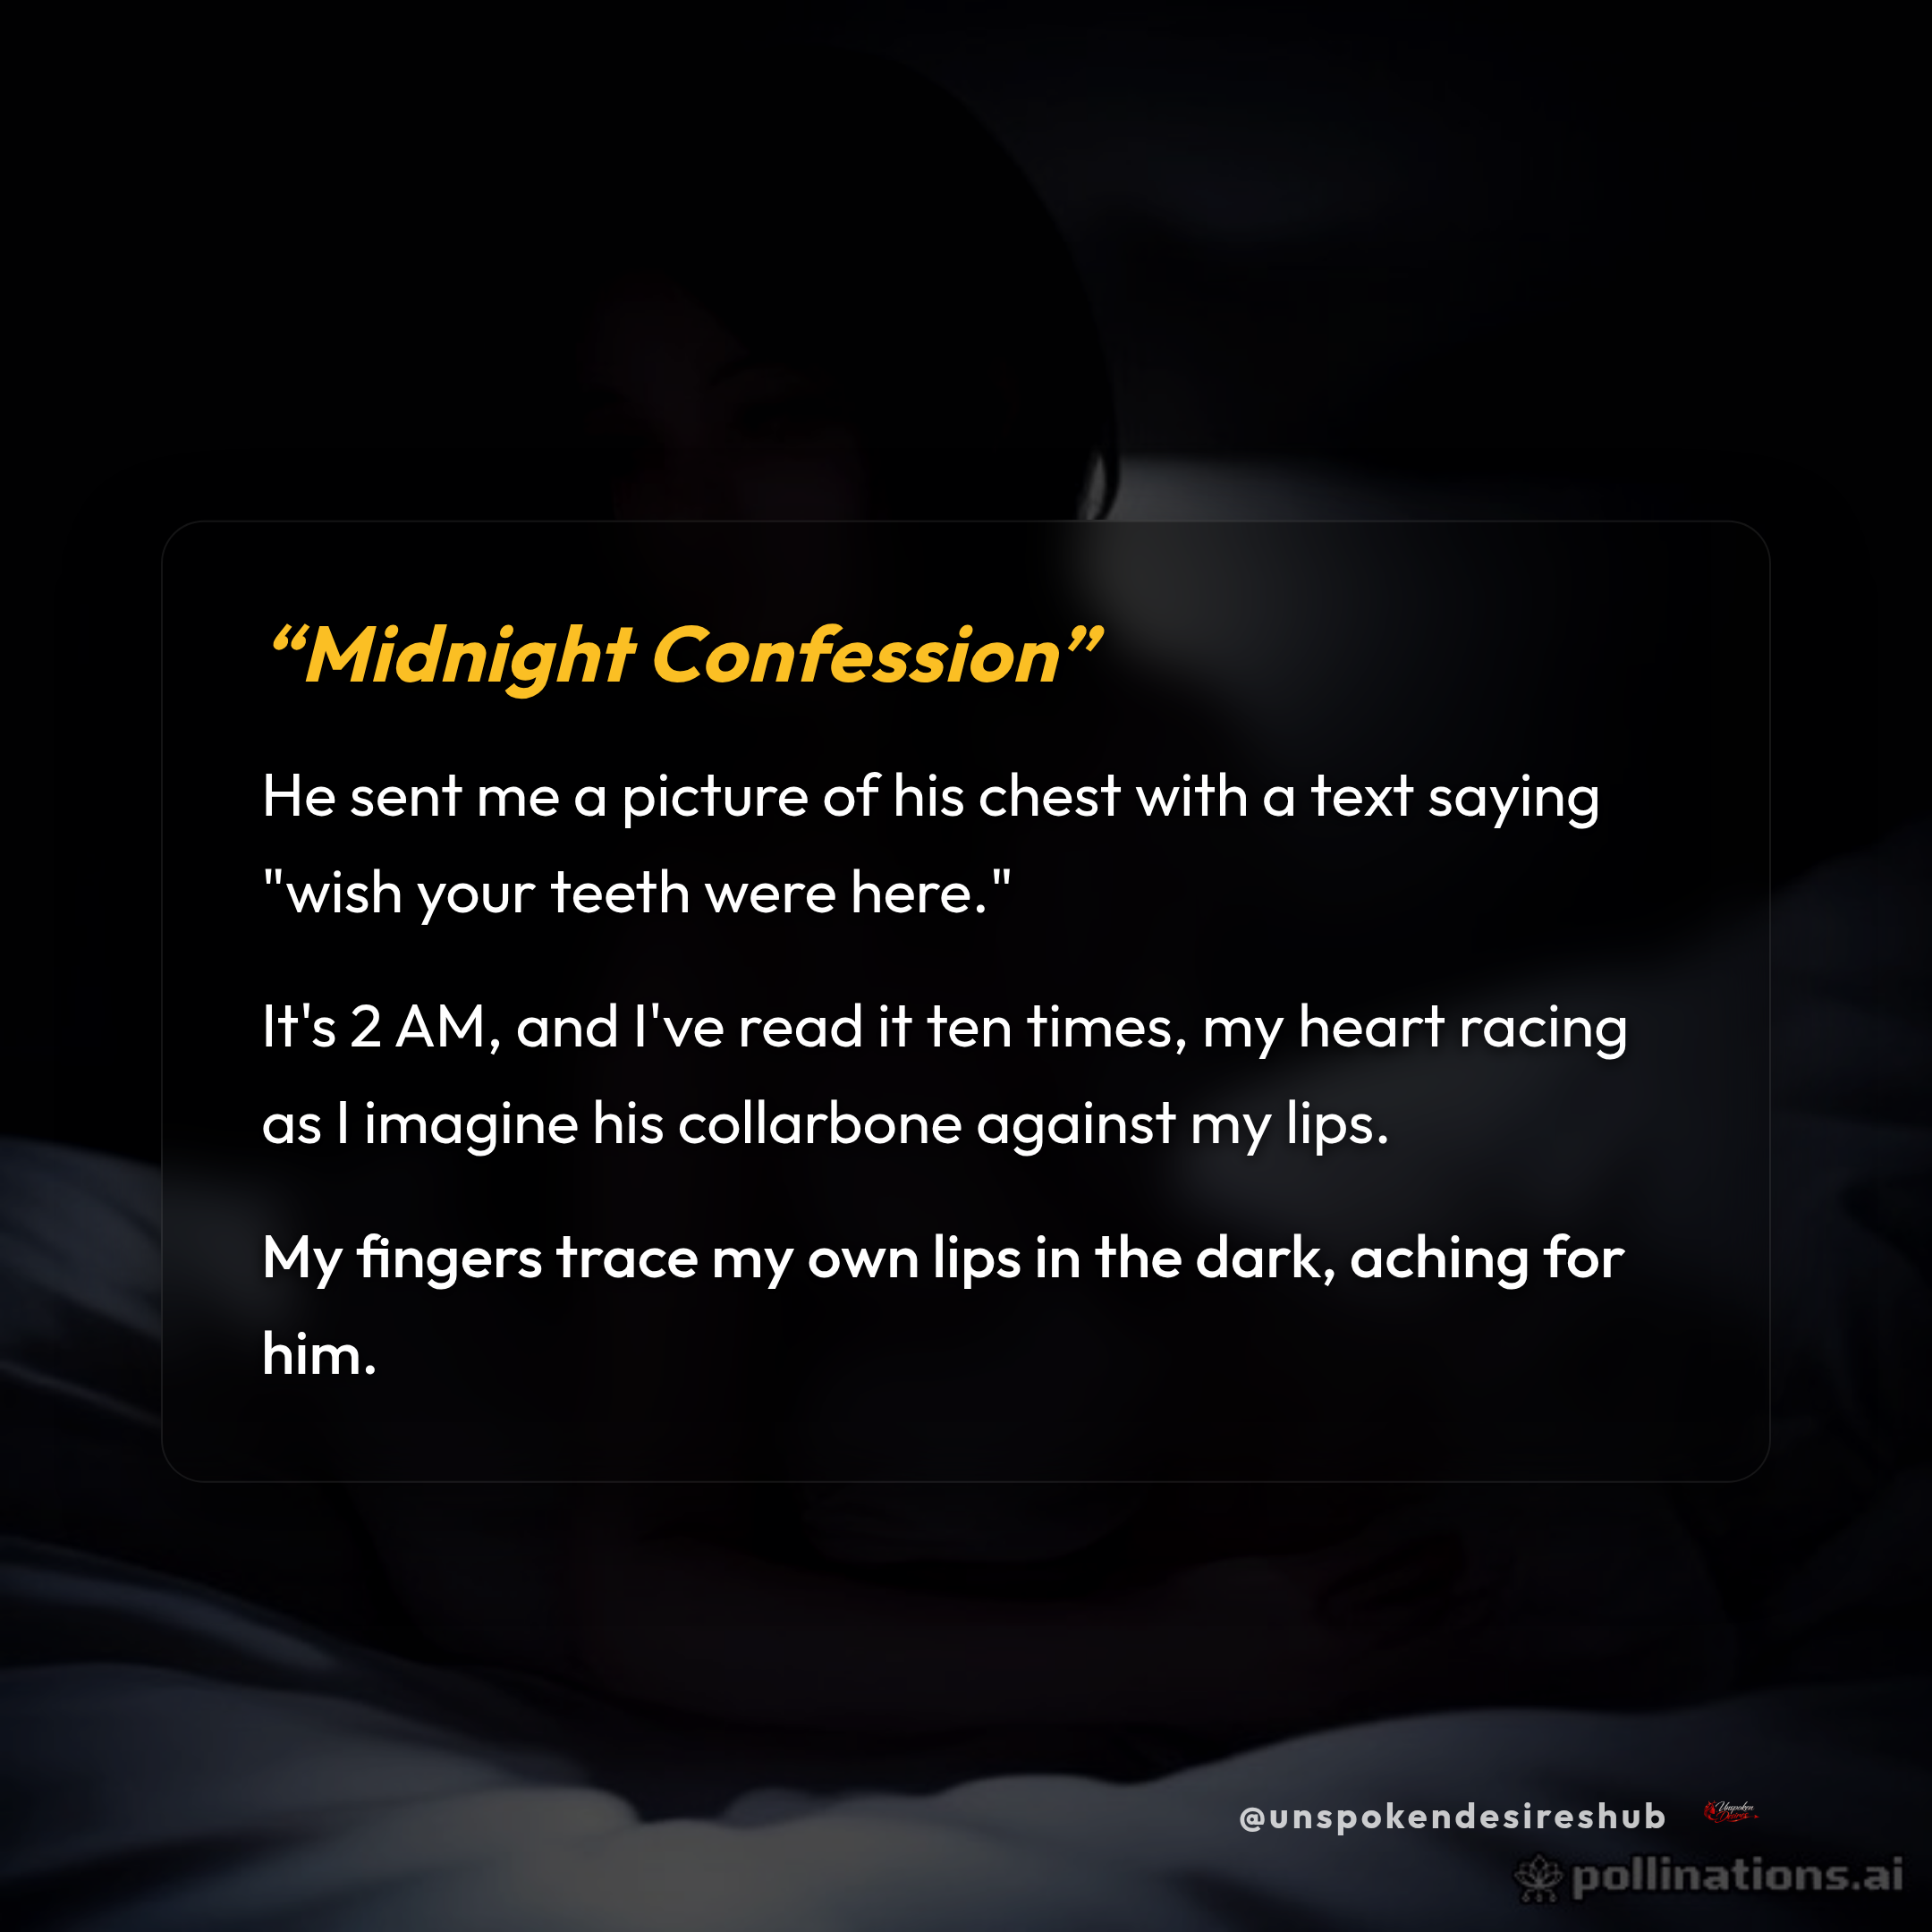 “Midnight Confession”
He sent me a picture of his chest with a text saying
"wish your teeth were here."
It's 2 AM, and I've read it ten times, my heart racing
as I imagine his collarbone against my lips.
My fingers trace my own lips in the dark, aching for
him.
@unspokendesireshub
Unspoken
Desires
pollinations.ai